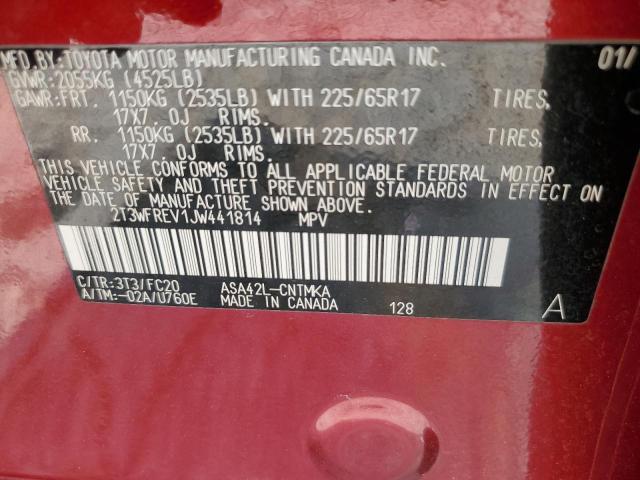 MFD.BY:TOYOTA MOTOR MANUFACTURING CANADA INC. 01/
GVWR:2055KG (4525LB)
GAWR:FRT. 1150KG (2535LB) WITH 225/65R17 TIRES,
17X7. 0J RIMS.
RR. 1150KG (2535LB) WITH 225/65R17 TIRES,
17X7 0J RIMS.
THIS VEHICLE CONFORMS TO ALL APPLICABLE FEDERAL MOTOR
VEHICLE SAFETY AND THEFT PREVENTION STANDARDS IN EFFECT ON
THE DATE OF MANUFACTURE SHOWN ABOVE.
2T3WFREV1JW441814 MPV
C/TR:3T3/FC20 ASA42L-CNTMKA
A/TM:-02A/U760E MADE IN CANADA 128 A